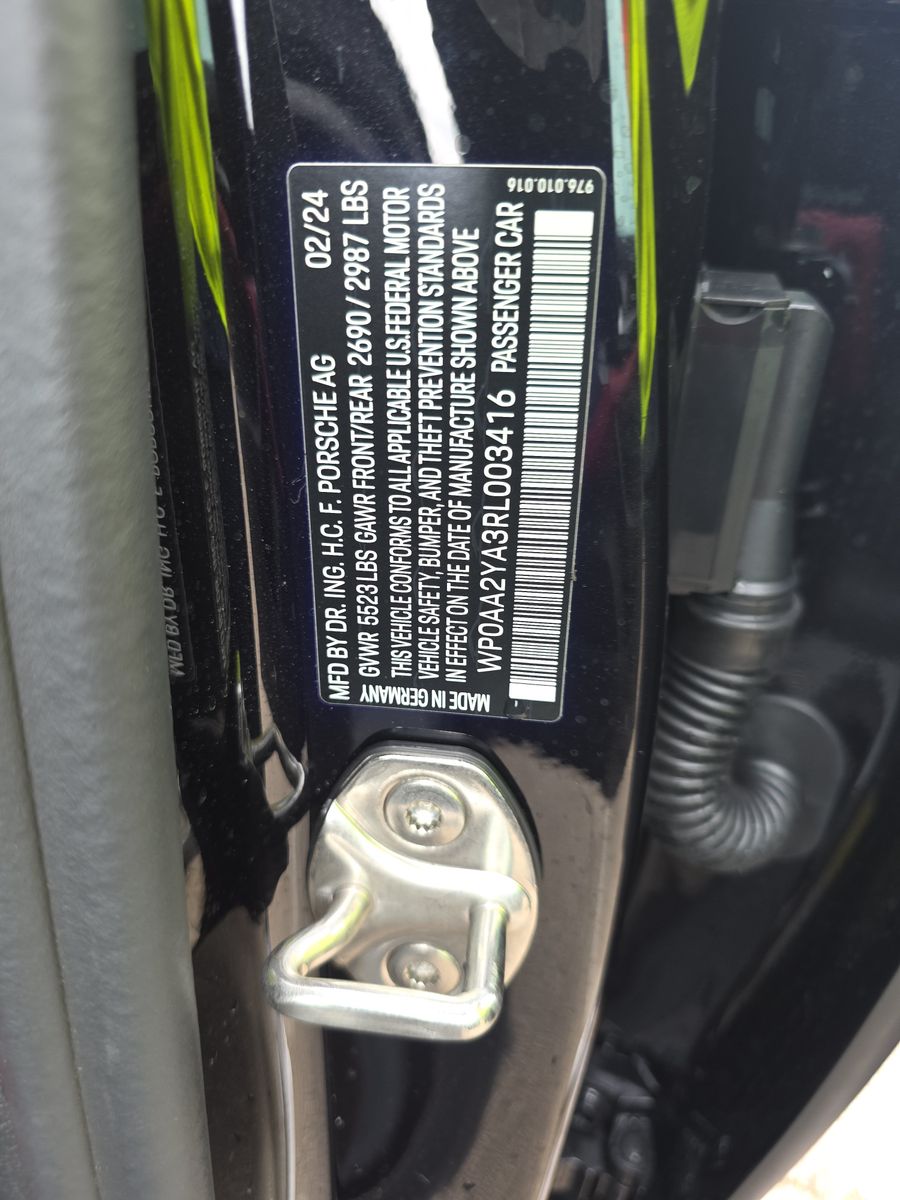 MFD BY DR. ING. H.C. F. PORSCHE AG 02/24
GVWR 5523 LBS GAWR FRONT/REAR 2690 / 2987 LBS
THIS VEHICLE CONFORMS TO ALL APPLICABLE U.S.FEDERAL MOTOR
VEHICLE SAFETY, BUMPER, AND THEFT PREVENTION STANDARDS
IN EFFECT ON THE DATE OF MANUFACTURE SHOWN ABOVE
WP0AA2YA3RL003416 PASSENGER CAR
MADE IN GERMANY
976.010.016